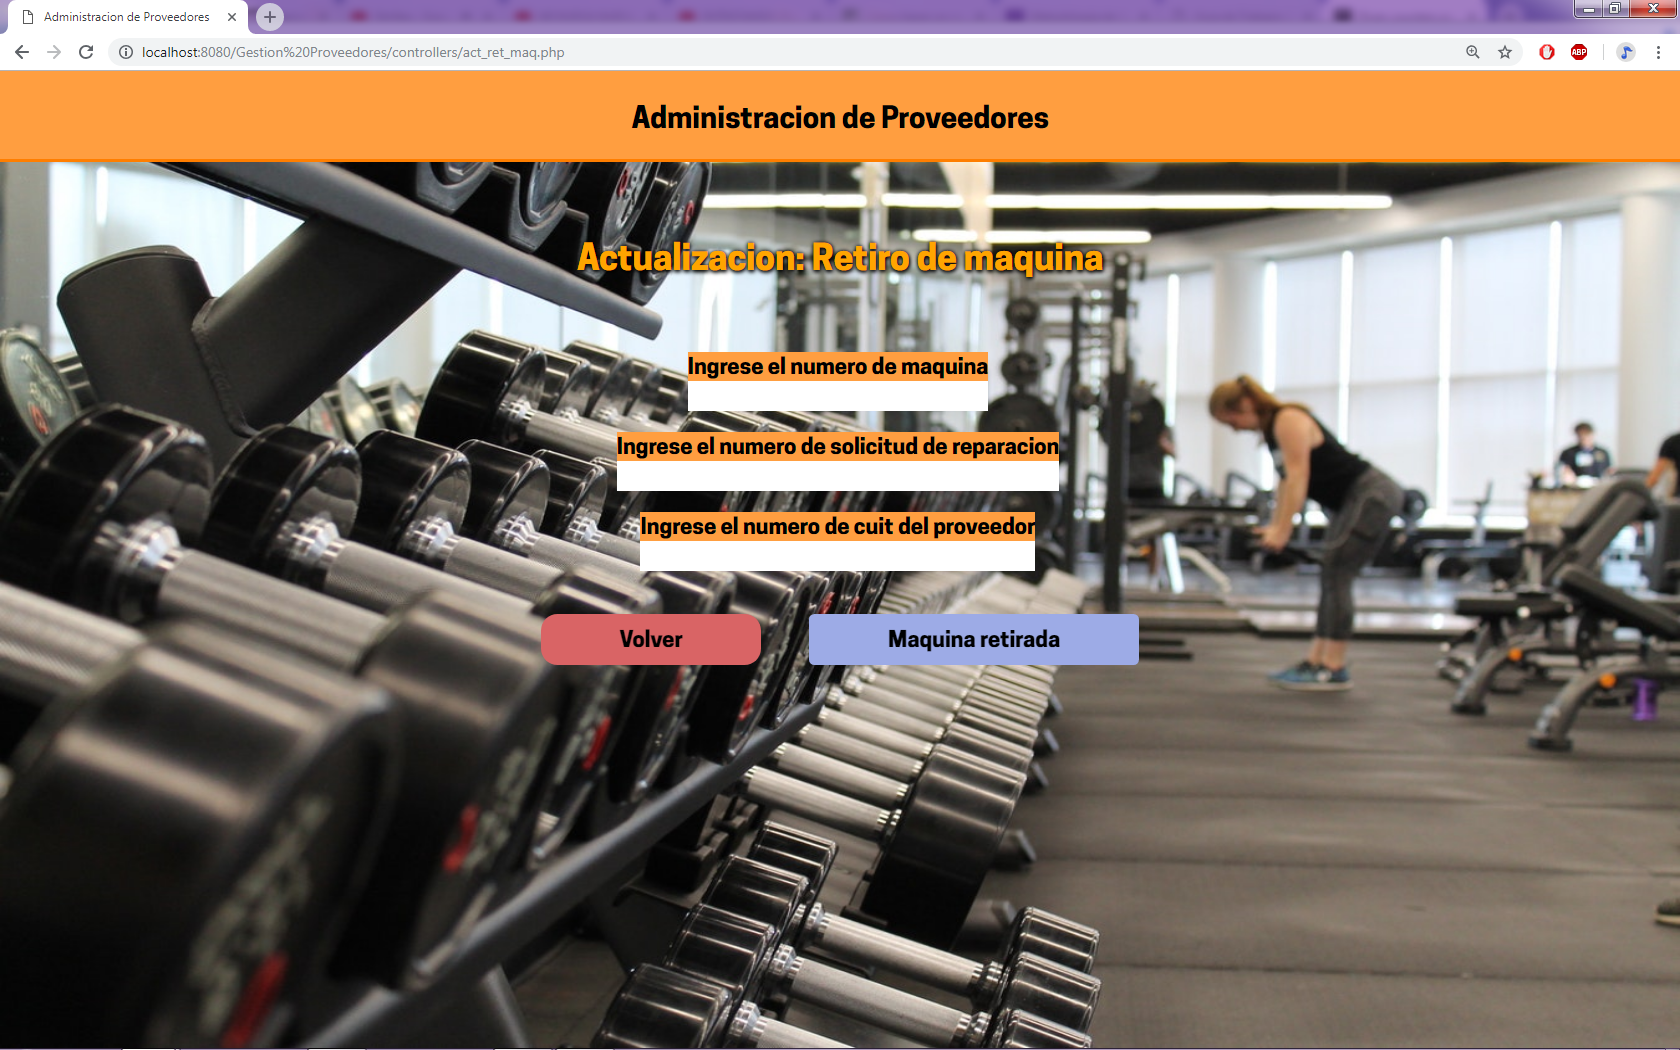 Administracion de Proveedores
localhost:8080/Gestion%20Proveedores/controllers/act_ret_maq.php
ABP
Administracion de Proveedores
Actualizacion: Retiro de maquina
Ingrese el numero de maquina
Ingrese el numero de solicitud de reparacion
Ingrese el numero de cuit del proveedor
Volver
Maquina retirada